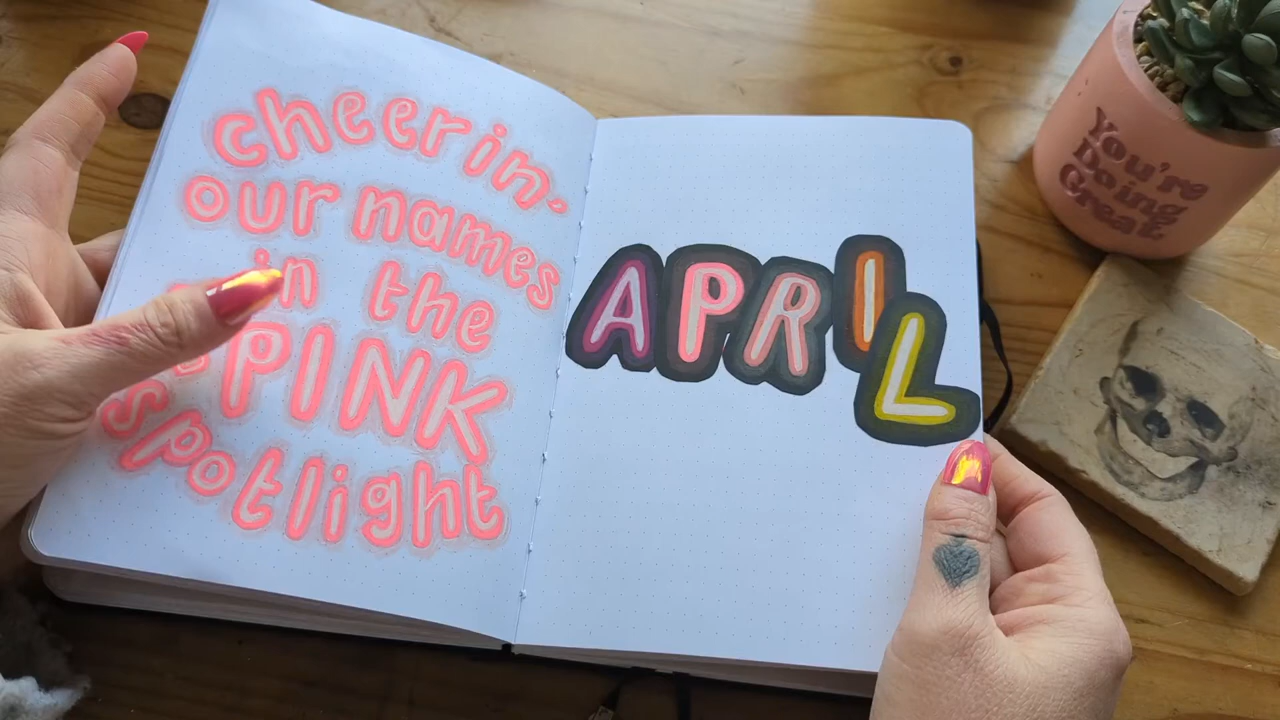 cheerin'
our names
in the
PINK
spotlight
APRIL
You're
Doing
Great